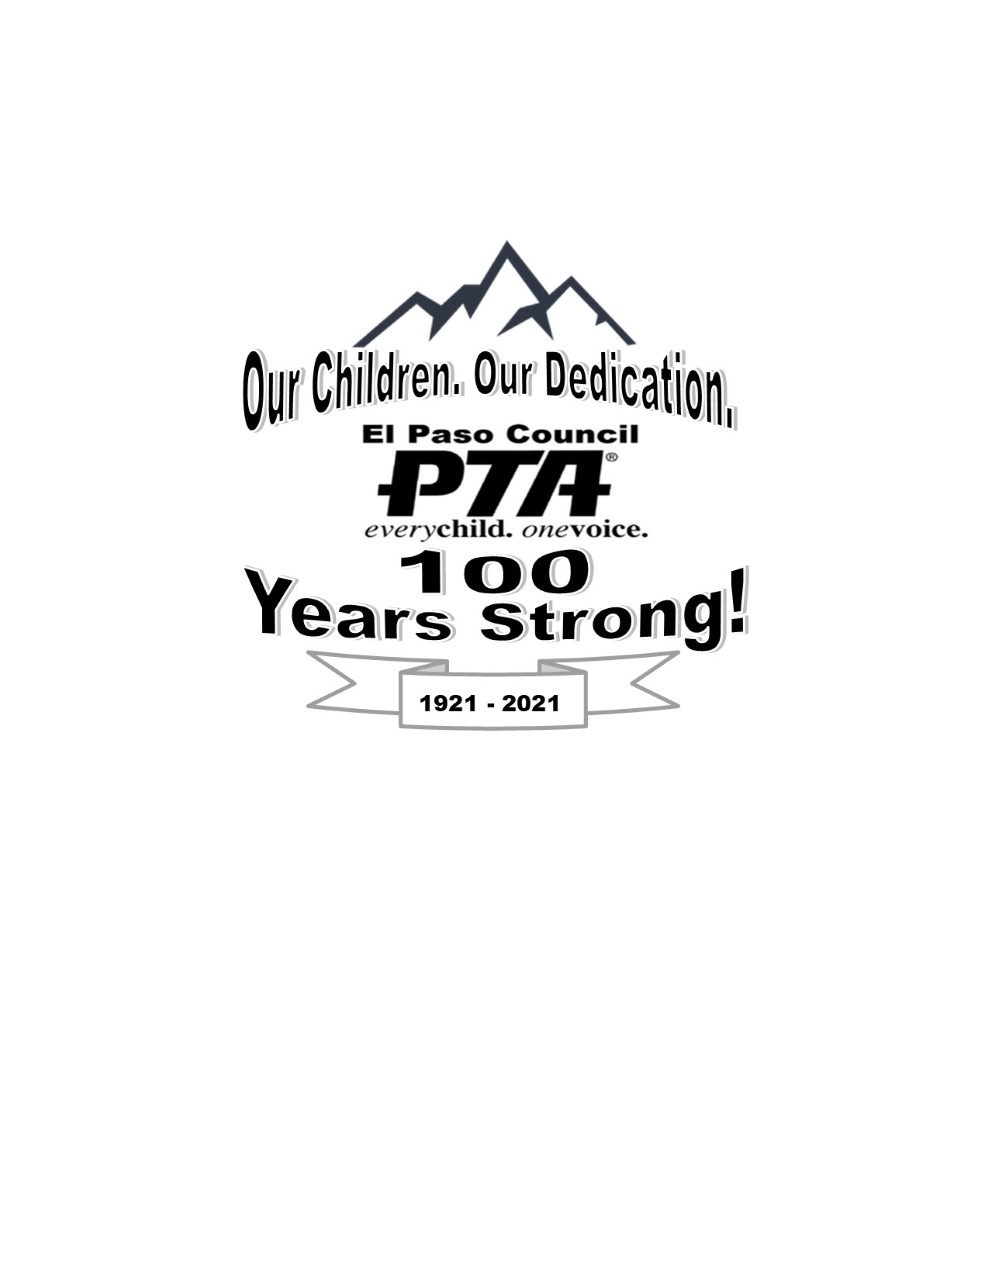 Our Children. Our Dedication.
El Paso Council
PTA®
everychild. onevoice.
100
Years Strong!
1921 - 2021